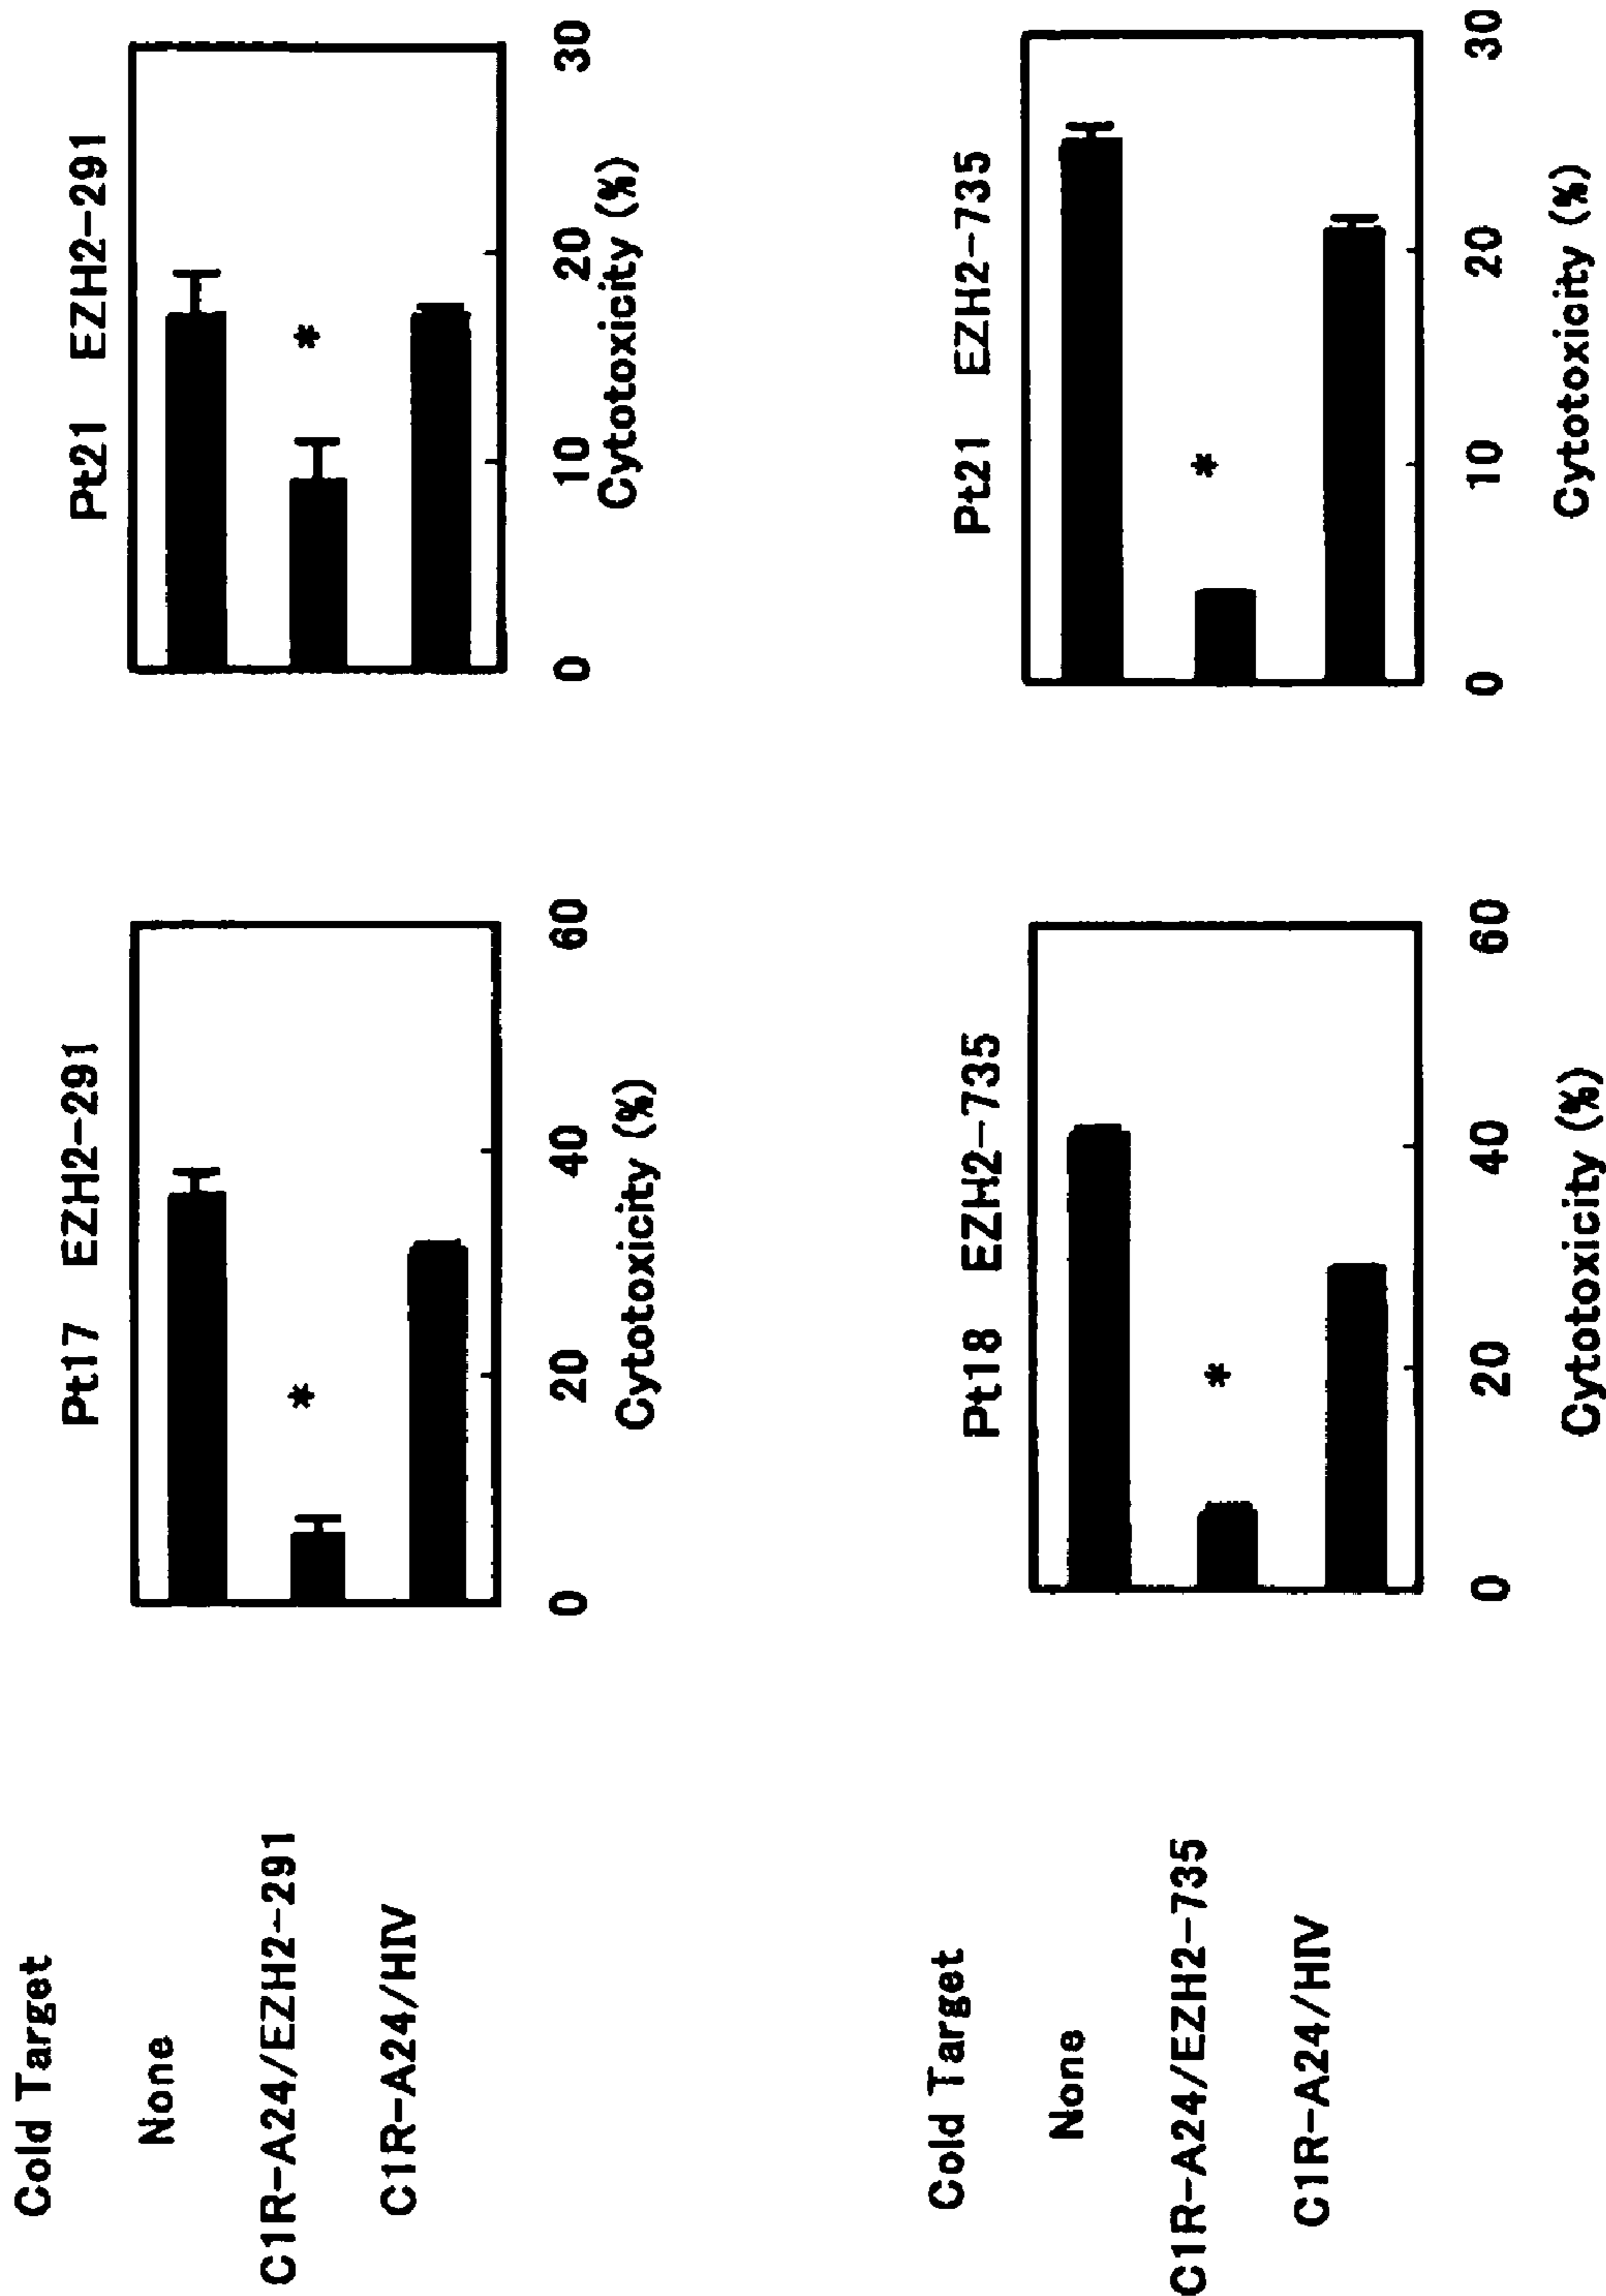 Cold Target
None
C1R-A24/EZH2-291
C1R-A24/HIV
Pt17 EZH2-291
*
0 20 40 60
Cytotoxicity (%)
Pt21 EZH2-291
*
0 10 20 30
Cytotoxicity (%)
Cold Target
None
C1R-A24/EZH2-735
C1R-A24/HIV
Pt18 EZH2-735
*
0 20 40 60
Cytotoxicity (%)
Pt21 EZH2-735
*
0 10 20 30
Cytotoxicity (%)